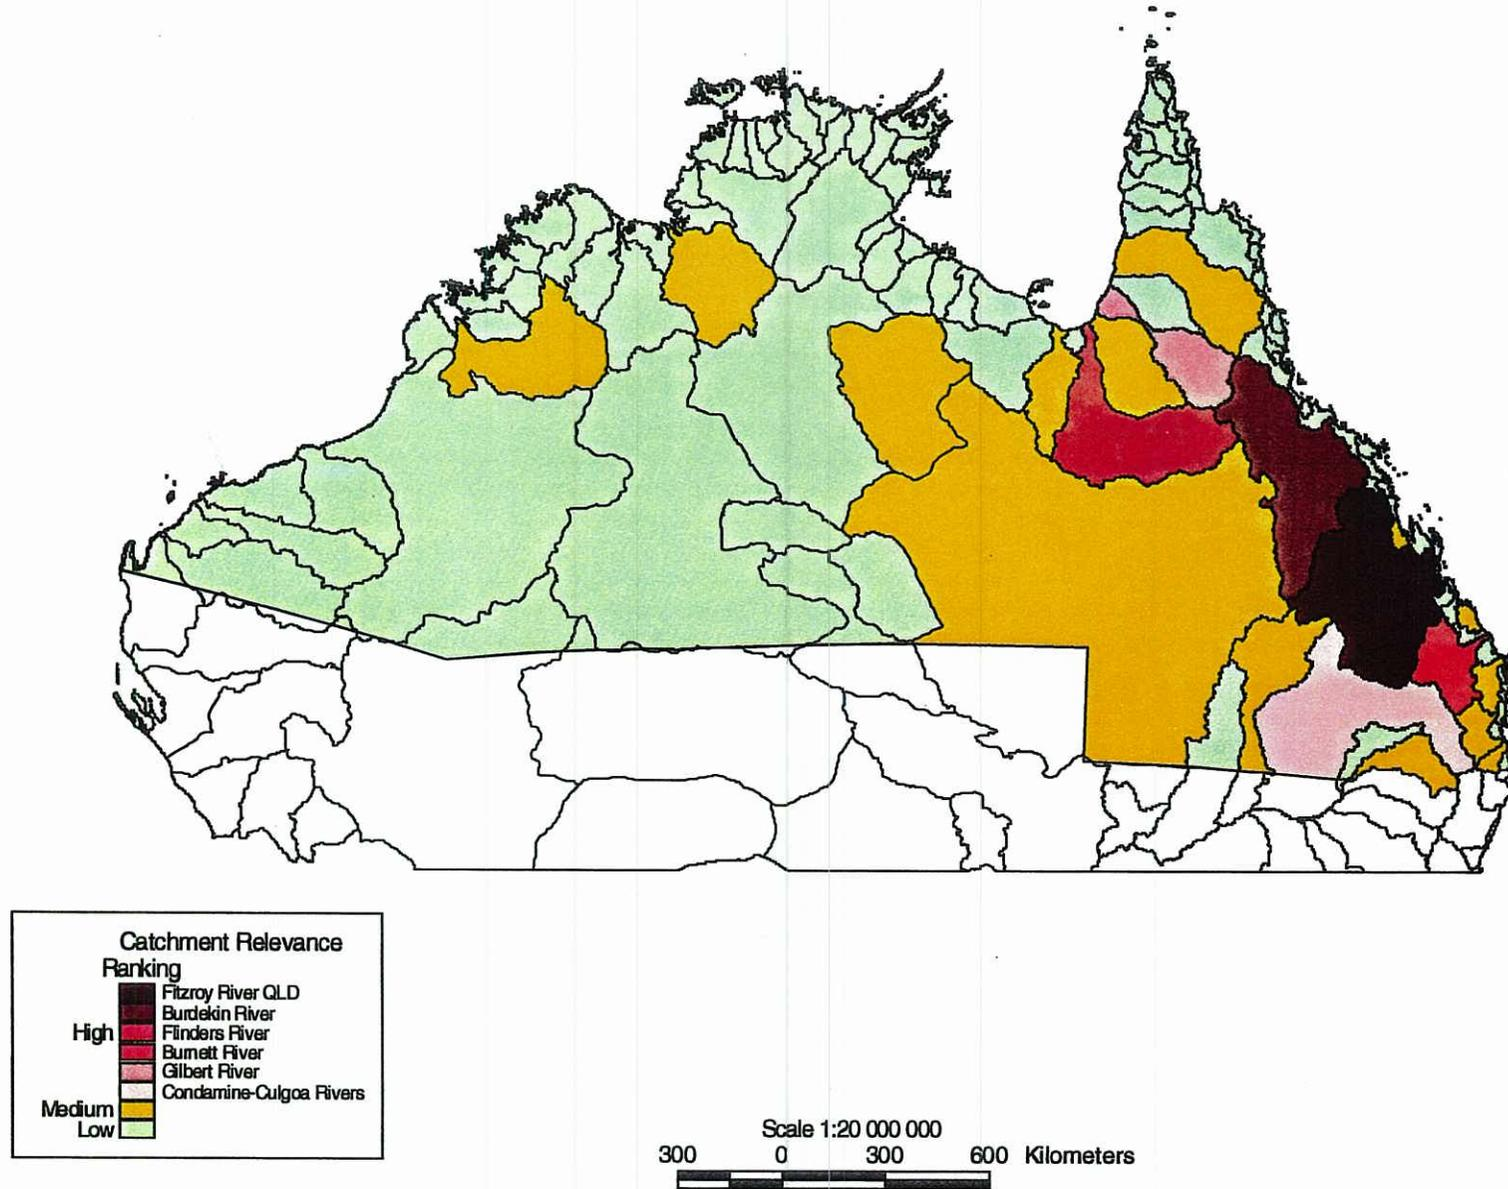 Catchment Relevance
Ranking
Fitzroy River QLD
Burdekin River
High Flinders River
Burnett River
Gilbert River
Condamine-Culgoa Rivers
Medium
Low
Scale 1:20 000 000
300 0 300 600 Kilometers